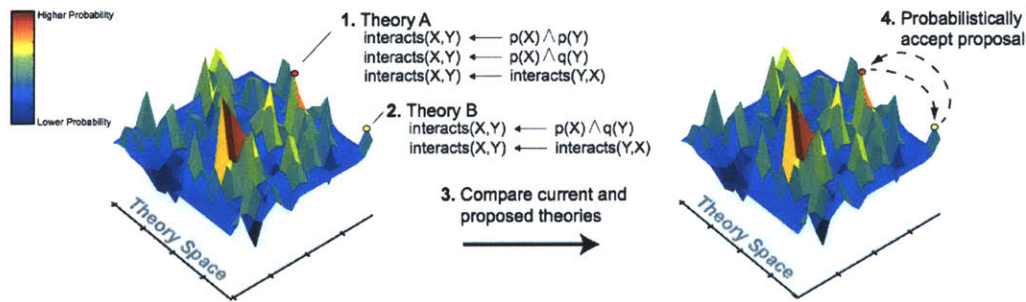 Higher Probability
Lower Probability
1. Theory A
interacts(X,Y) ← p(X) ∧ p(Y)
interacts(X,Y) ← p(X) ∧ q(Y)
interacts(X,Y) ← interacts(Y,X)
2. Theory B
interacts(X,Y) ← p(X) ∧ q(Y)
interacts(X,Y) ← interacts(Y,X)
3. Compare current and
proposed theories
Theory Space
4. Probabilistically
accept proposal
Theory Space